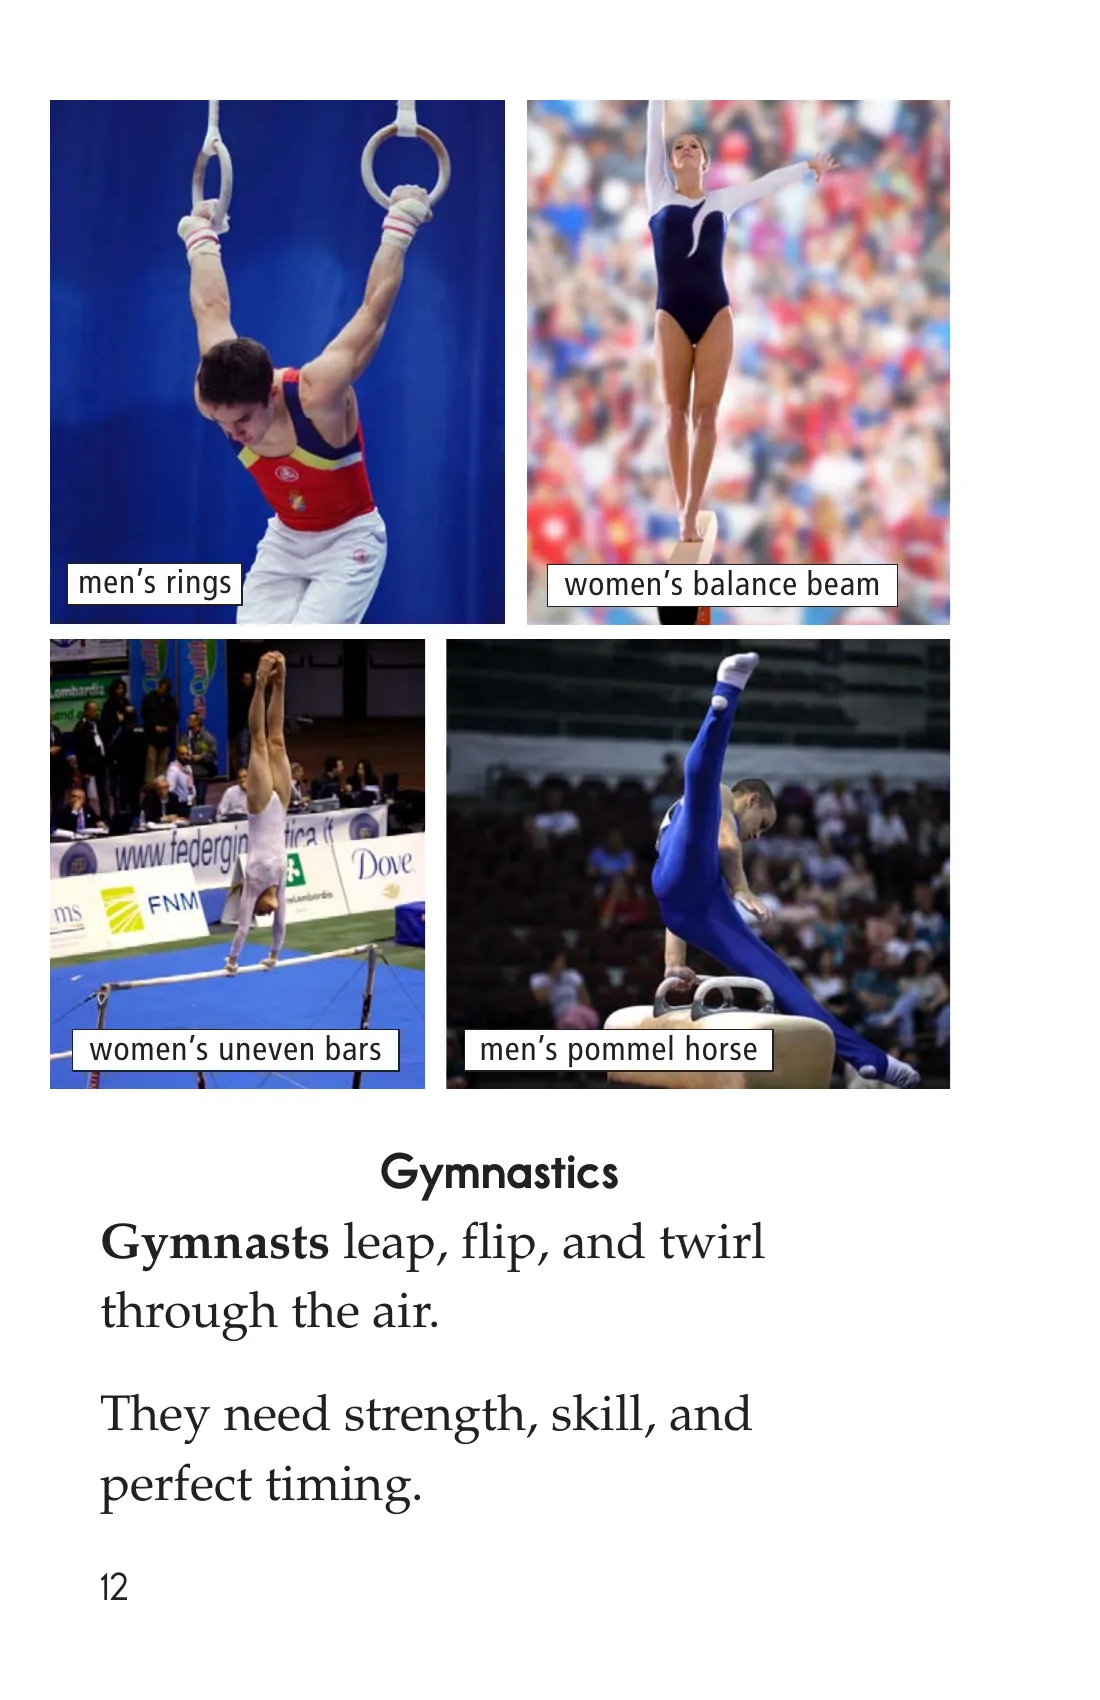 men's rings
women's balance beam
ombardia
www.federgin
tica.it
Dove
FNM
ms
Lombardia
women's uneven bars
men's pommel horse
Gymnastics
Gymnasts leap, flip, and twirl
through the air.
They need strength, skill, and
perfect timing.
12